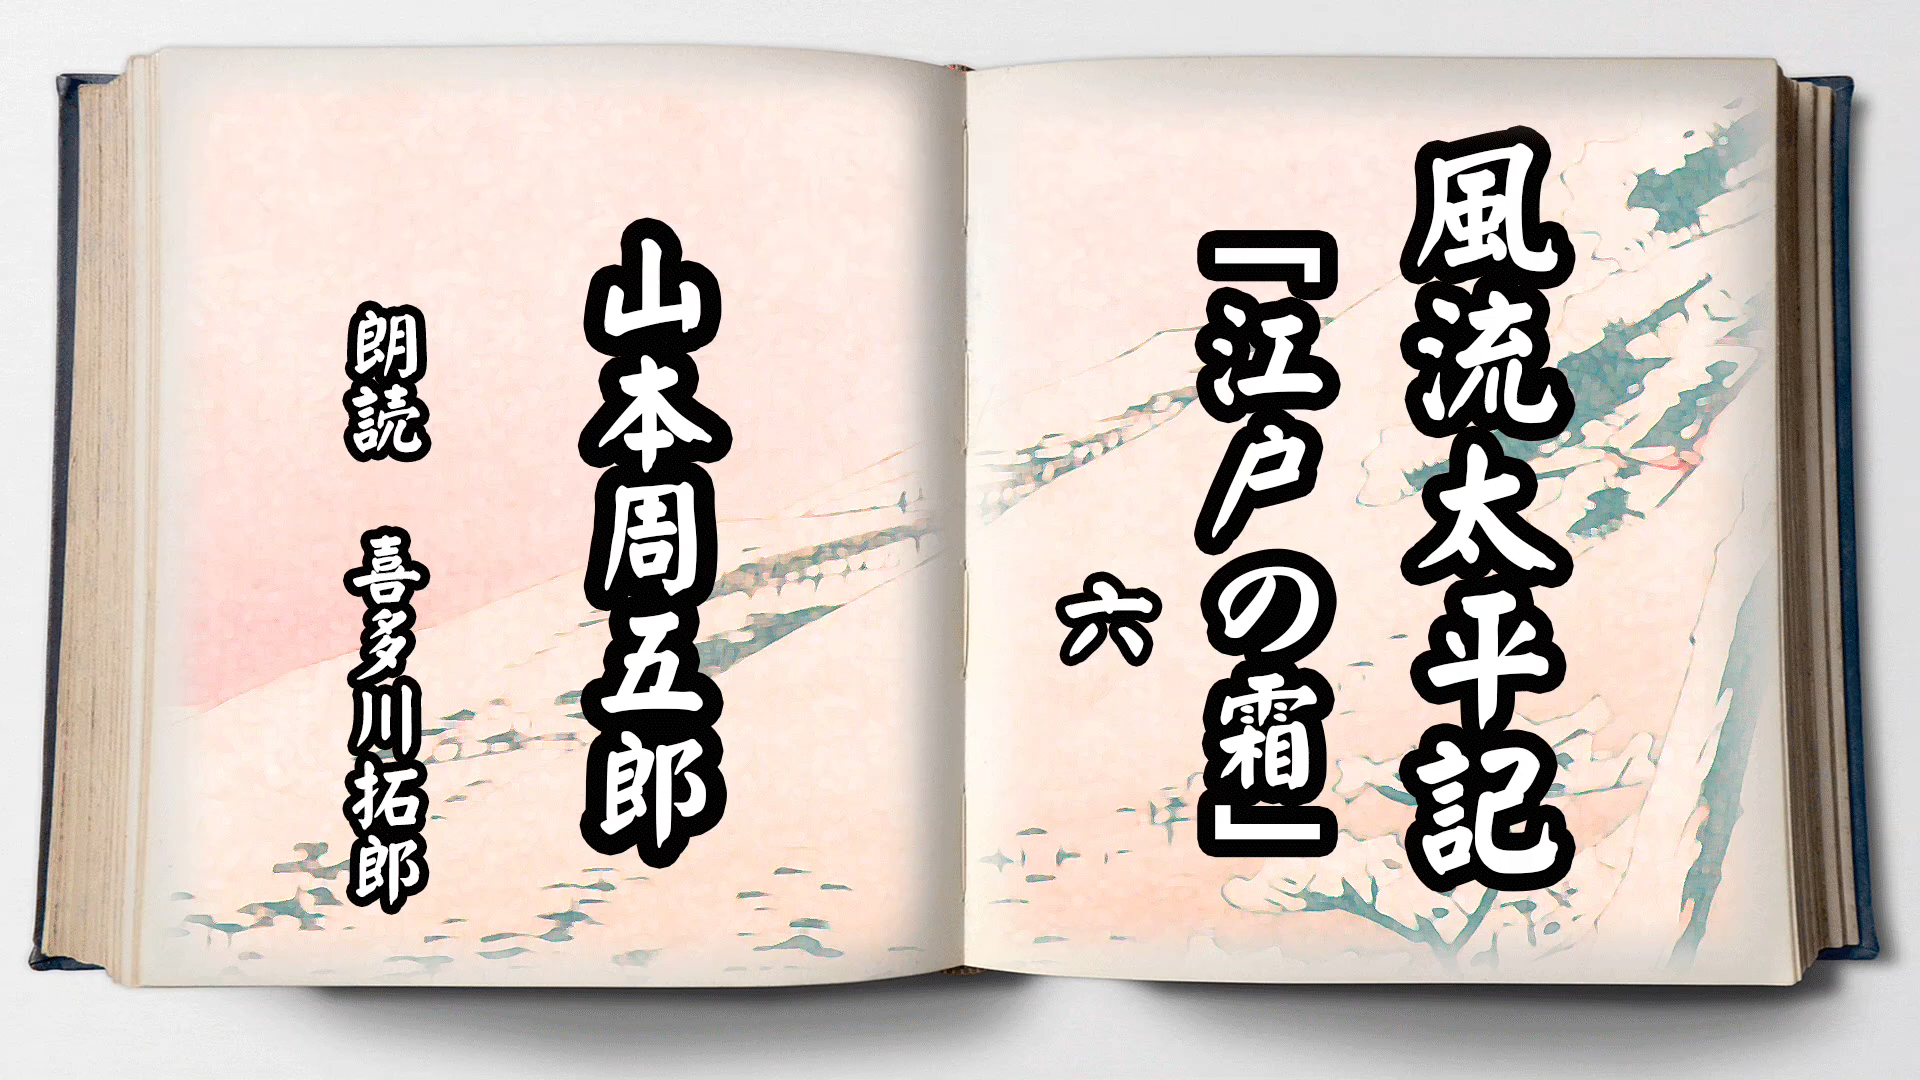 風流太平記
「江戸の霜」
六
山本周五郎
朗読　喜多川拓郎